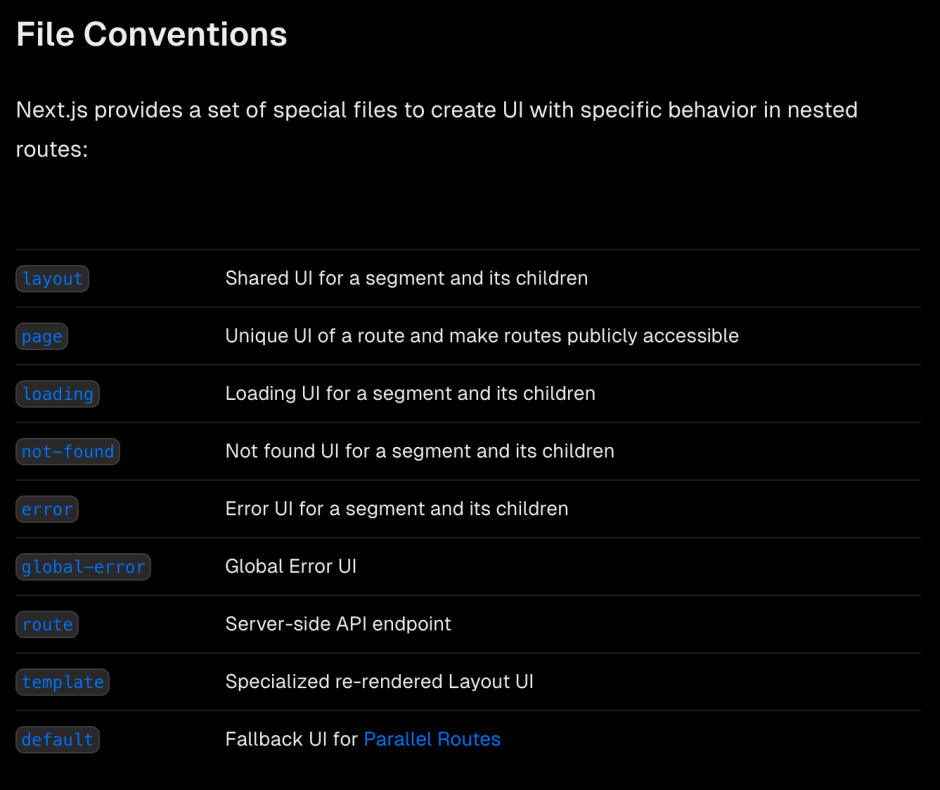 File Conventions
Next.js provides a set of special files to create UI with specific behavior in nested
routes:
layout Shared UI for a segment and its children
page Unique UI of a route and make routes publicly accessible
loading Loading UI for a segment and its children
not-found Not found UI for a segment and its children
error Error UI for a segment and its children
global-error Global Error UI
route Server-side API endpoint
template Specialized re-rendered Layout UI
default Fallback UI for Parallel Routes